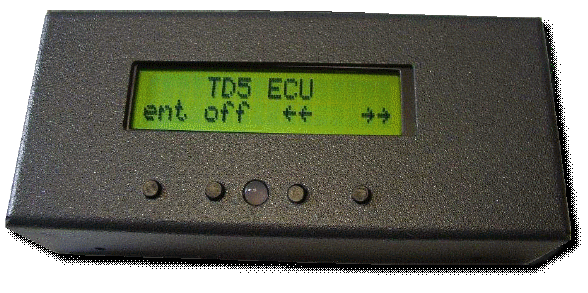 TD5 ECU
ent off ←← →→